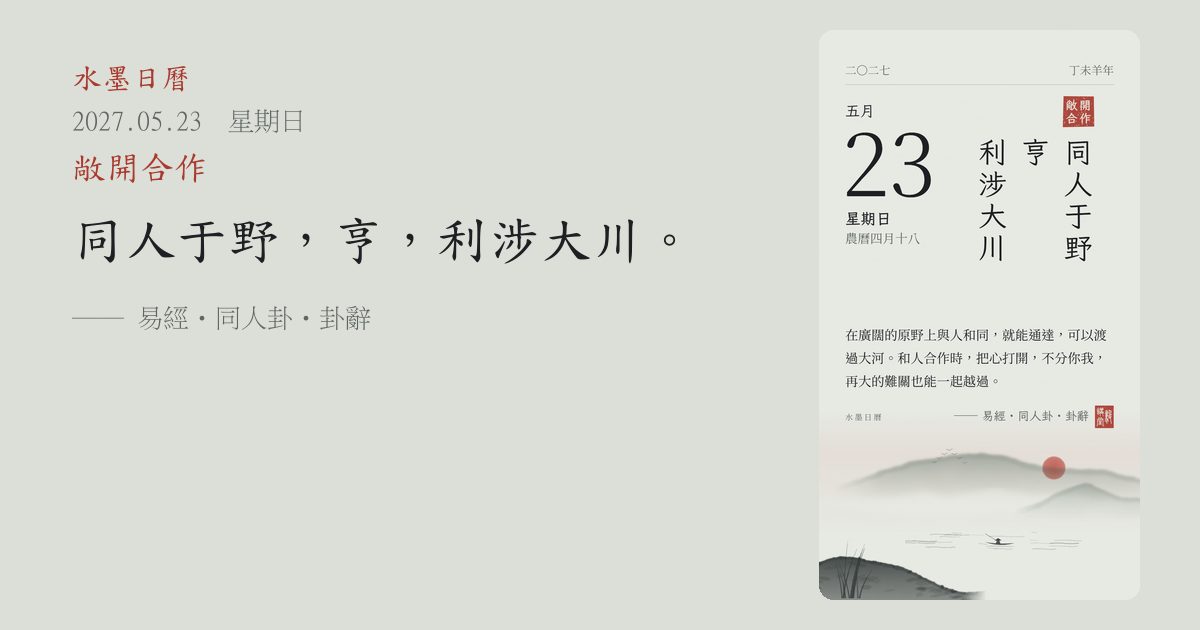 水墨日曆
2027.05.23 星期日
敞開合作
同人于野，亨，利涉大川。
—— 易經・同人卦・卦辭
二〇二七
丁未羊年
五月
23
星期日
農曆四月十八
敞開
合作
同人于野
亨
利涉大川
在廣闊的原野上與人和同，就能通達，可以渡
過大河。和人合作時，把心打開，不分你我，
再大的難關也能一起越過。
水墨日曆
—— 易經・同人卦・卦辭